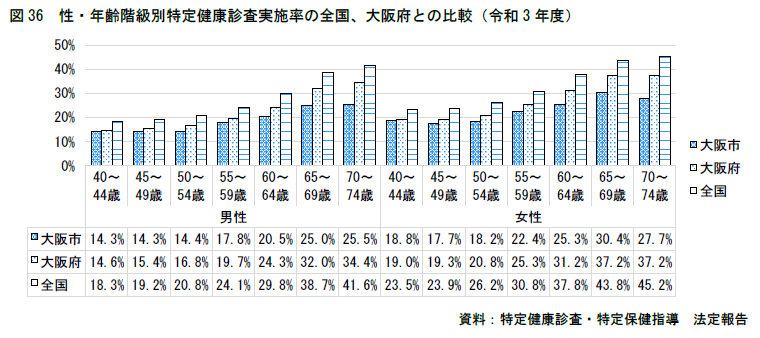 図36 性・年齢階級別特定健康診査実施率の全国、大阪府との比較（令和３年度）
50%
40%
30%
20%
10%
0%
40～44歳 45～49歳 50～54歳 55～59歳 60～64歳 65～69歳 70～74歳 40～44歳 45～49歳 50～54歳 55～59歳 60～64歳 65～69歳 70～74歳
男性 女性
大阪市 14.3% 14.3% 14.4% 17.8% 20.5% 25.0% 25.5% 18.8% 17.7% 18.2% 22.4% 25.3% 30.4% 27.7%
大阪府 14.6% 15.4% 16.8% 19.7% 24.3% 32.0% 34.4% 19.0% 19.3% 20.8% 25.3% 31.2% 37.2% 37.2%
全国 18.3% 19.2% 20.8% 24.1% 29.8% 38.7% 41.6% 23.5% 23.9% 26.2% 30.8% 37.8% 43.8% 45.2%
大阪市
大阪府
全国
資料：特定健康診査・特定保健指導 法定報告